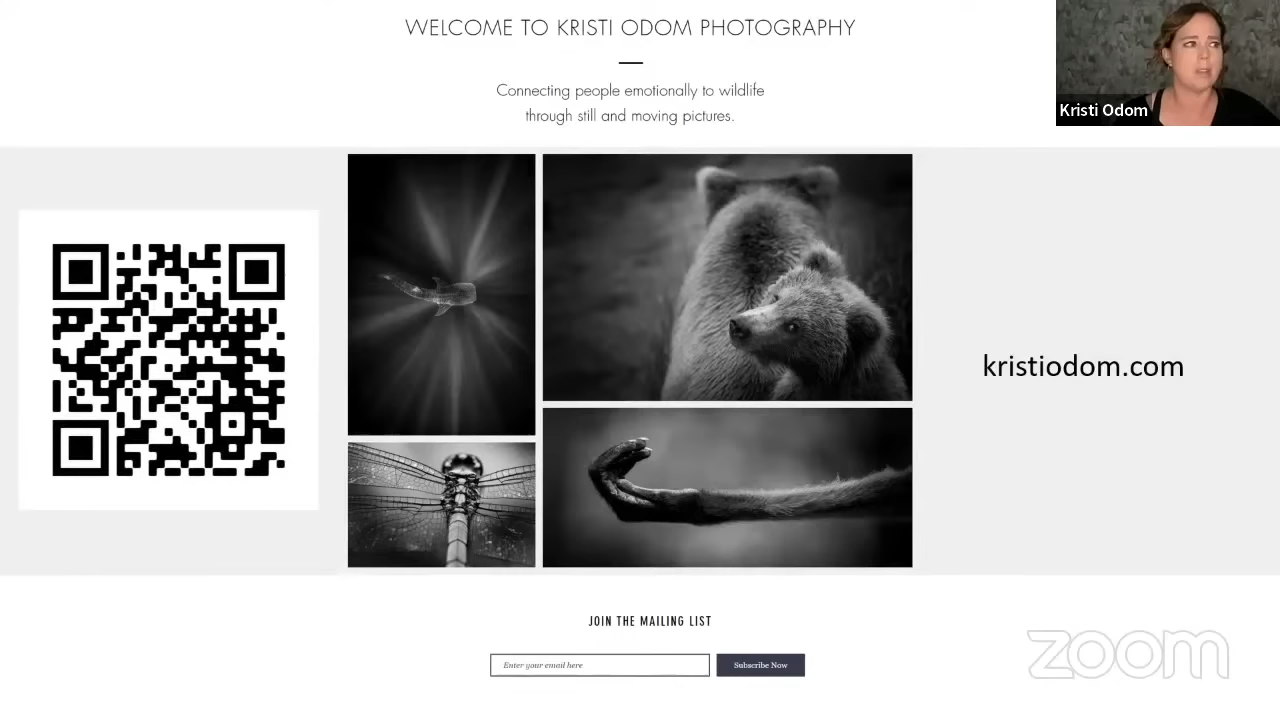 WELCOME TO KRISTI ODOM PHOTOGRAPHY
Connecting people emotionally to wildlife
through still and moving pictures.
Kristi Odom
kristiodom.com
JOIN THE MAILING LIST
Enter your email here
Subscribe Now
zoom